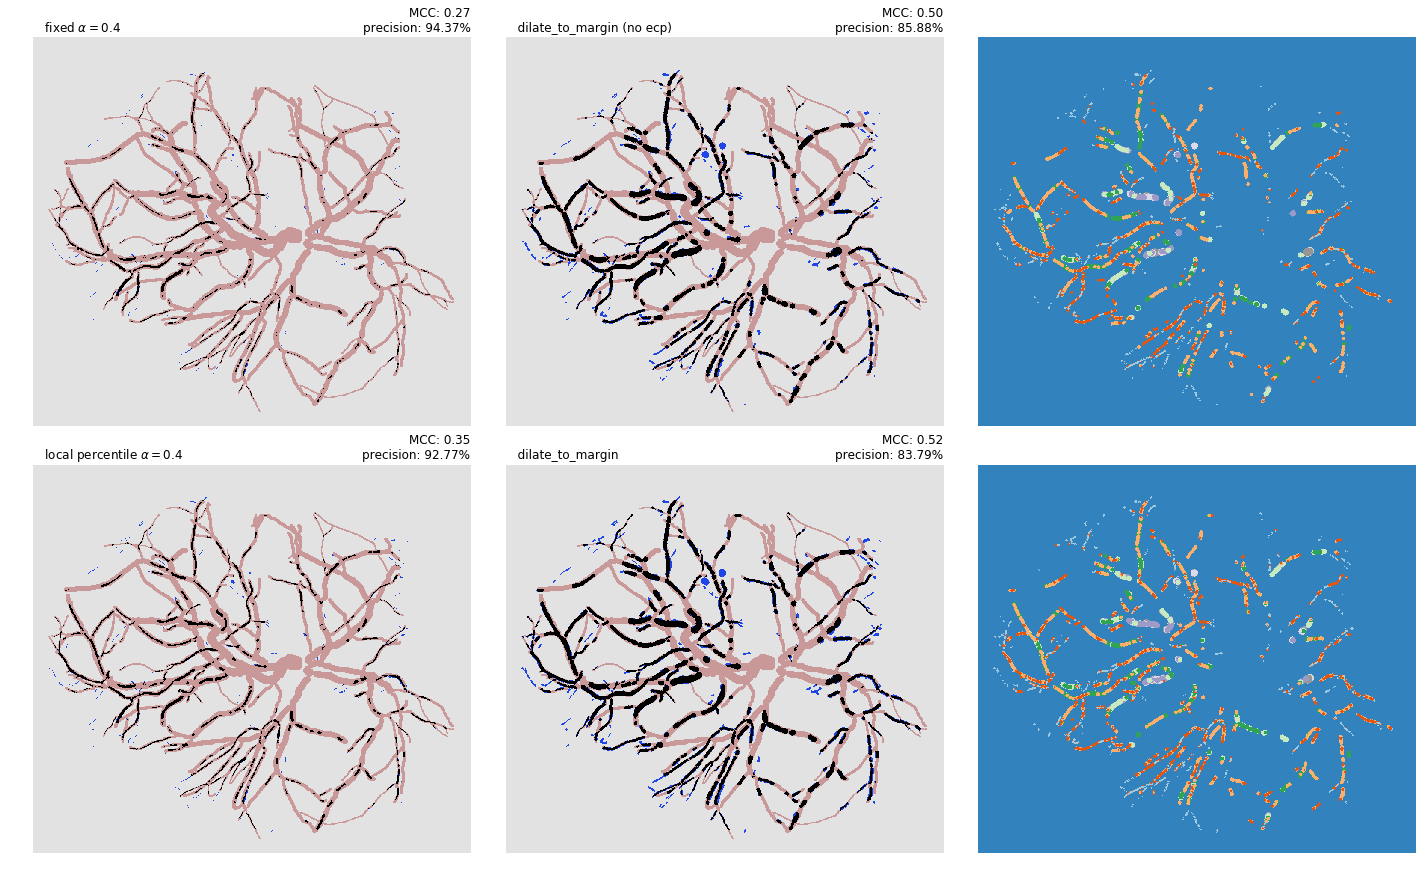 MCC: 0.27
fixed α = 0.4
precision: 94.37%
MCC: 0.50
dilate_to_margin (no ecp)
precision: 85.88%
MCC: 0.35
local percentile α = 0.4
precision: 92.77%
MCC: 0.52
dilate_to_margin
precision: 83.79%